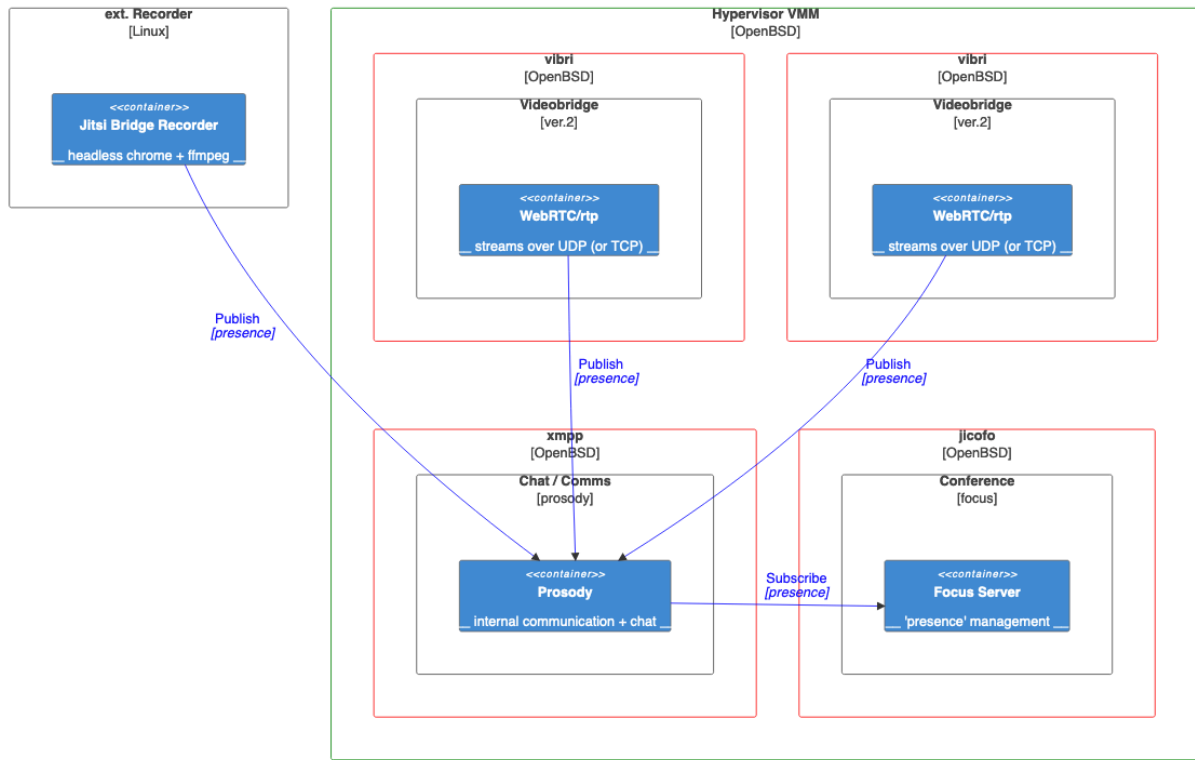 ext. Recorder
[Linux]
<<container>>
Jitsi Bridge Recorder
__ headless chrome + ffmpeg __
Hypervisor VMM
[OpenBSD]
vibri
[OpenBSD]
Videobridge
[ver.2]
<<container>>
WebRTC/rtp
__ streams over UDP (or TCP) __
vibri
[OpenBSD]
Videobridge
[ver.2]
<<container>>
WebRTC/rtp
__ streams over UDP (or TCP) __
Publish
[presence]
Publish
[presence]
Publish
[presence]
xmpp
[OpenBSD]
Chat / Comms
[prosody]
<<container>>
Prosody
__ internal communication + chat __
Subscribe
[presence]
jicofo
[OpenBSD]
Conference
[focus]
<<container>>
Focus Server
__ 'presence' management __